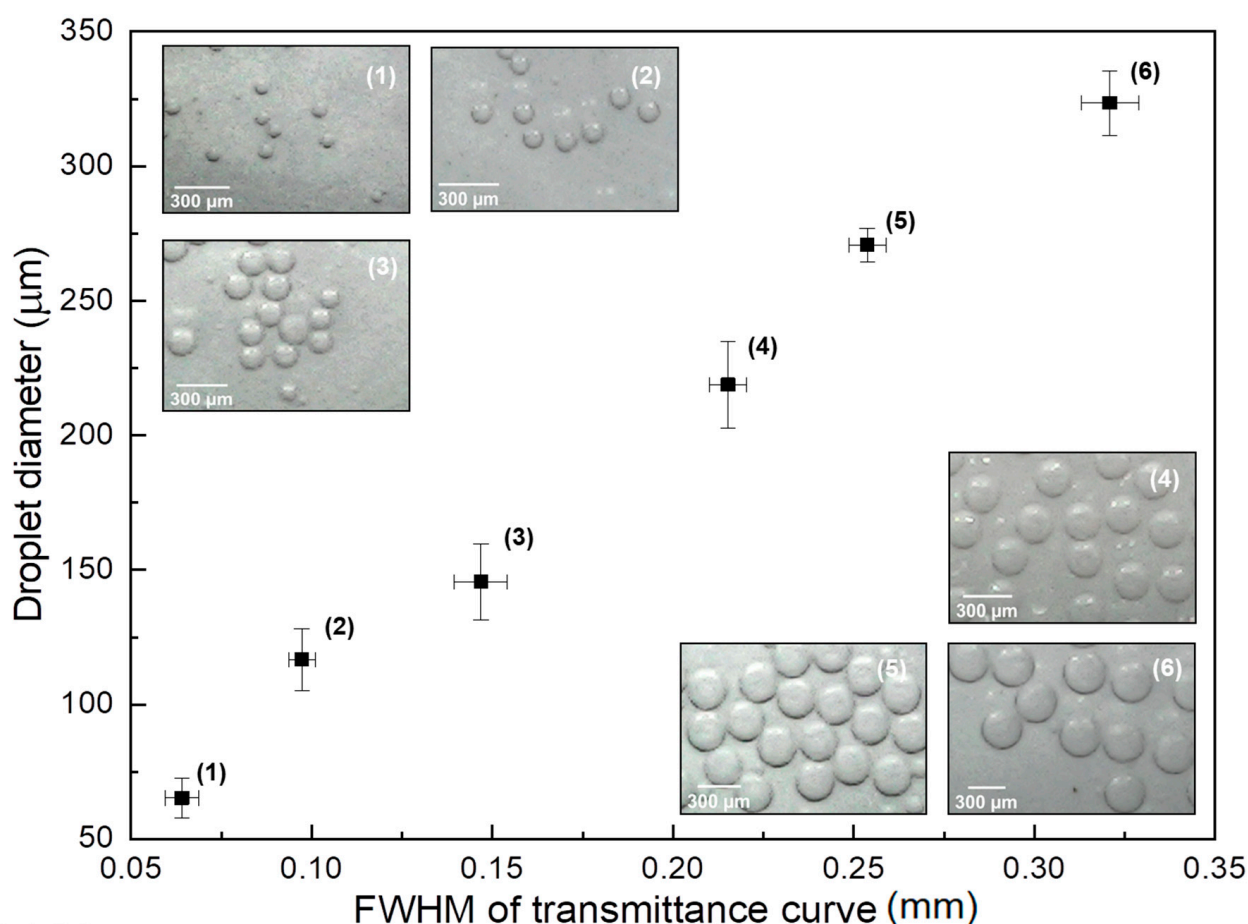 350
300
250
200
150
100
50
Droplet diameter (μm)
(1)
300 μm
(2)
300 μm
(3)
300 μm
(6)
(5)
(4)
(3)
(2)
(1)
(4)
300 μm
(5)
300 μm
(6)
300 μm
0.05 0.10 0.15 0.20 0.25 0.30 0.35
FWHM of transmittance curve (mm)